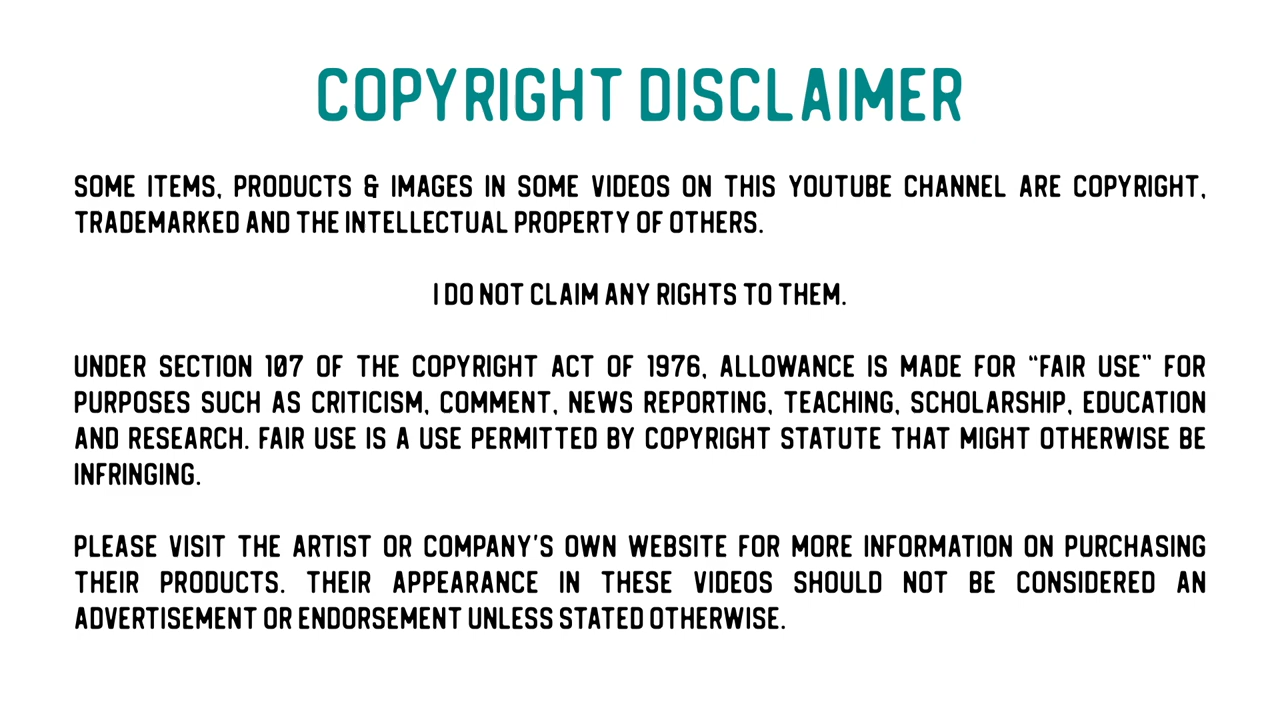 COPYRIGHT DISCLAIMER
SOME ITEMS, PRODUCTS & IMAGES IN SOME VIDEOS ON THIS YOUTUBE CHANNEL ARE COPYRIGHT,
TRADEMARKED AND THE INTELLECTUAL PROPERTY OF OTHERS.
I DO NOT CLAIM ANY RIGHTS TO THEM.
UNDER SECTION 107 OF THE COPYRIGHT ACT OF 1976, ALLOWANCE IS MADE FOR “FAIR USE” FOR
PURPOSES SUCH AS CRITICISM, COMMENT, NEWS REPORTING, TEACHING, SCHOLARSHIP, EDUCATION
AND RESEARCH. FAIR USE IS A USE PERMITTED BY COPYRIGHT STATUTE THAT MIGHT OTHERWISE BE
INFRINGING.
PLEASE VISIT THE ARTIST OR COMPANY'S OWN WEBSITE FOR MORE INFORMATION ON PURCHASING
THEIR PRODUCTS. THEIR APPEARANCE IN THESE VIDEOS SHOULD NOT BE CONSIDERED AN
ADVERTISEMENT OR ENDORSEMENT UNLESS STATED OTHERWISE.